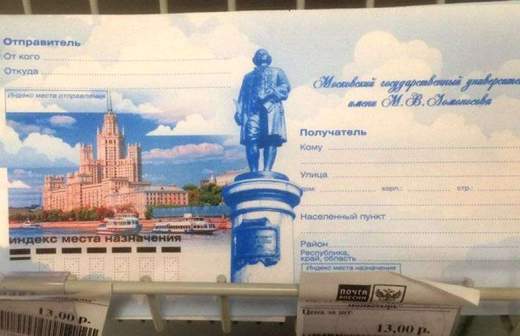 Отправитель
От кого
Откуда
Индекс места отправления
Московский государственный университет
имени М. В. Ломоносова
Получатель
Кому
Улица
дом: корп.: стр.:
Населенный пункт
Район
Республика,
край, область
Индекс места назначения
индекс места назначения
13,00 р.
ПОЧТА
РОССИИ
Цена за шт.
13,00 р.